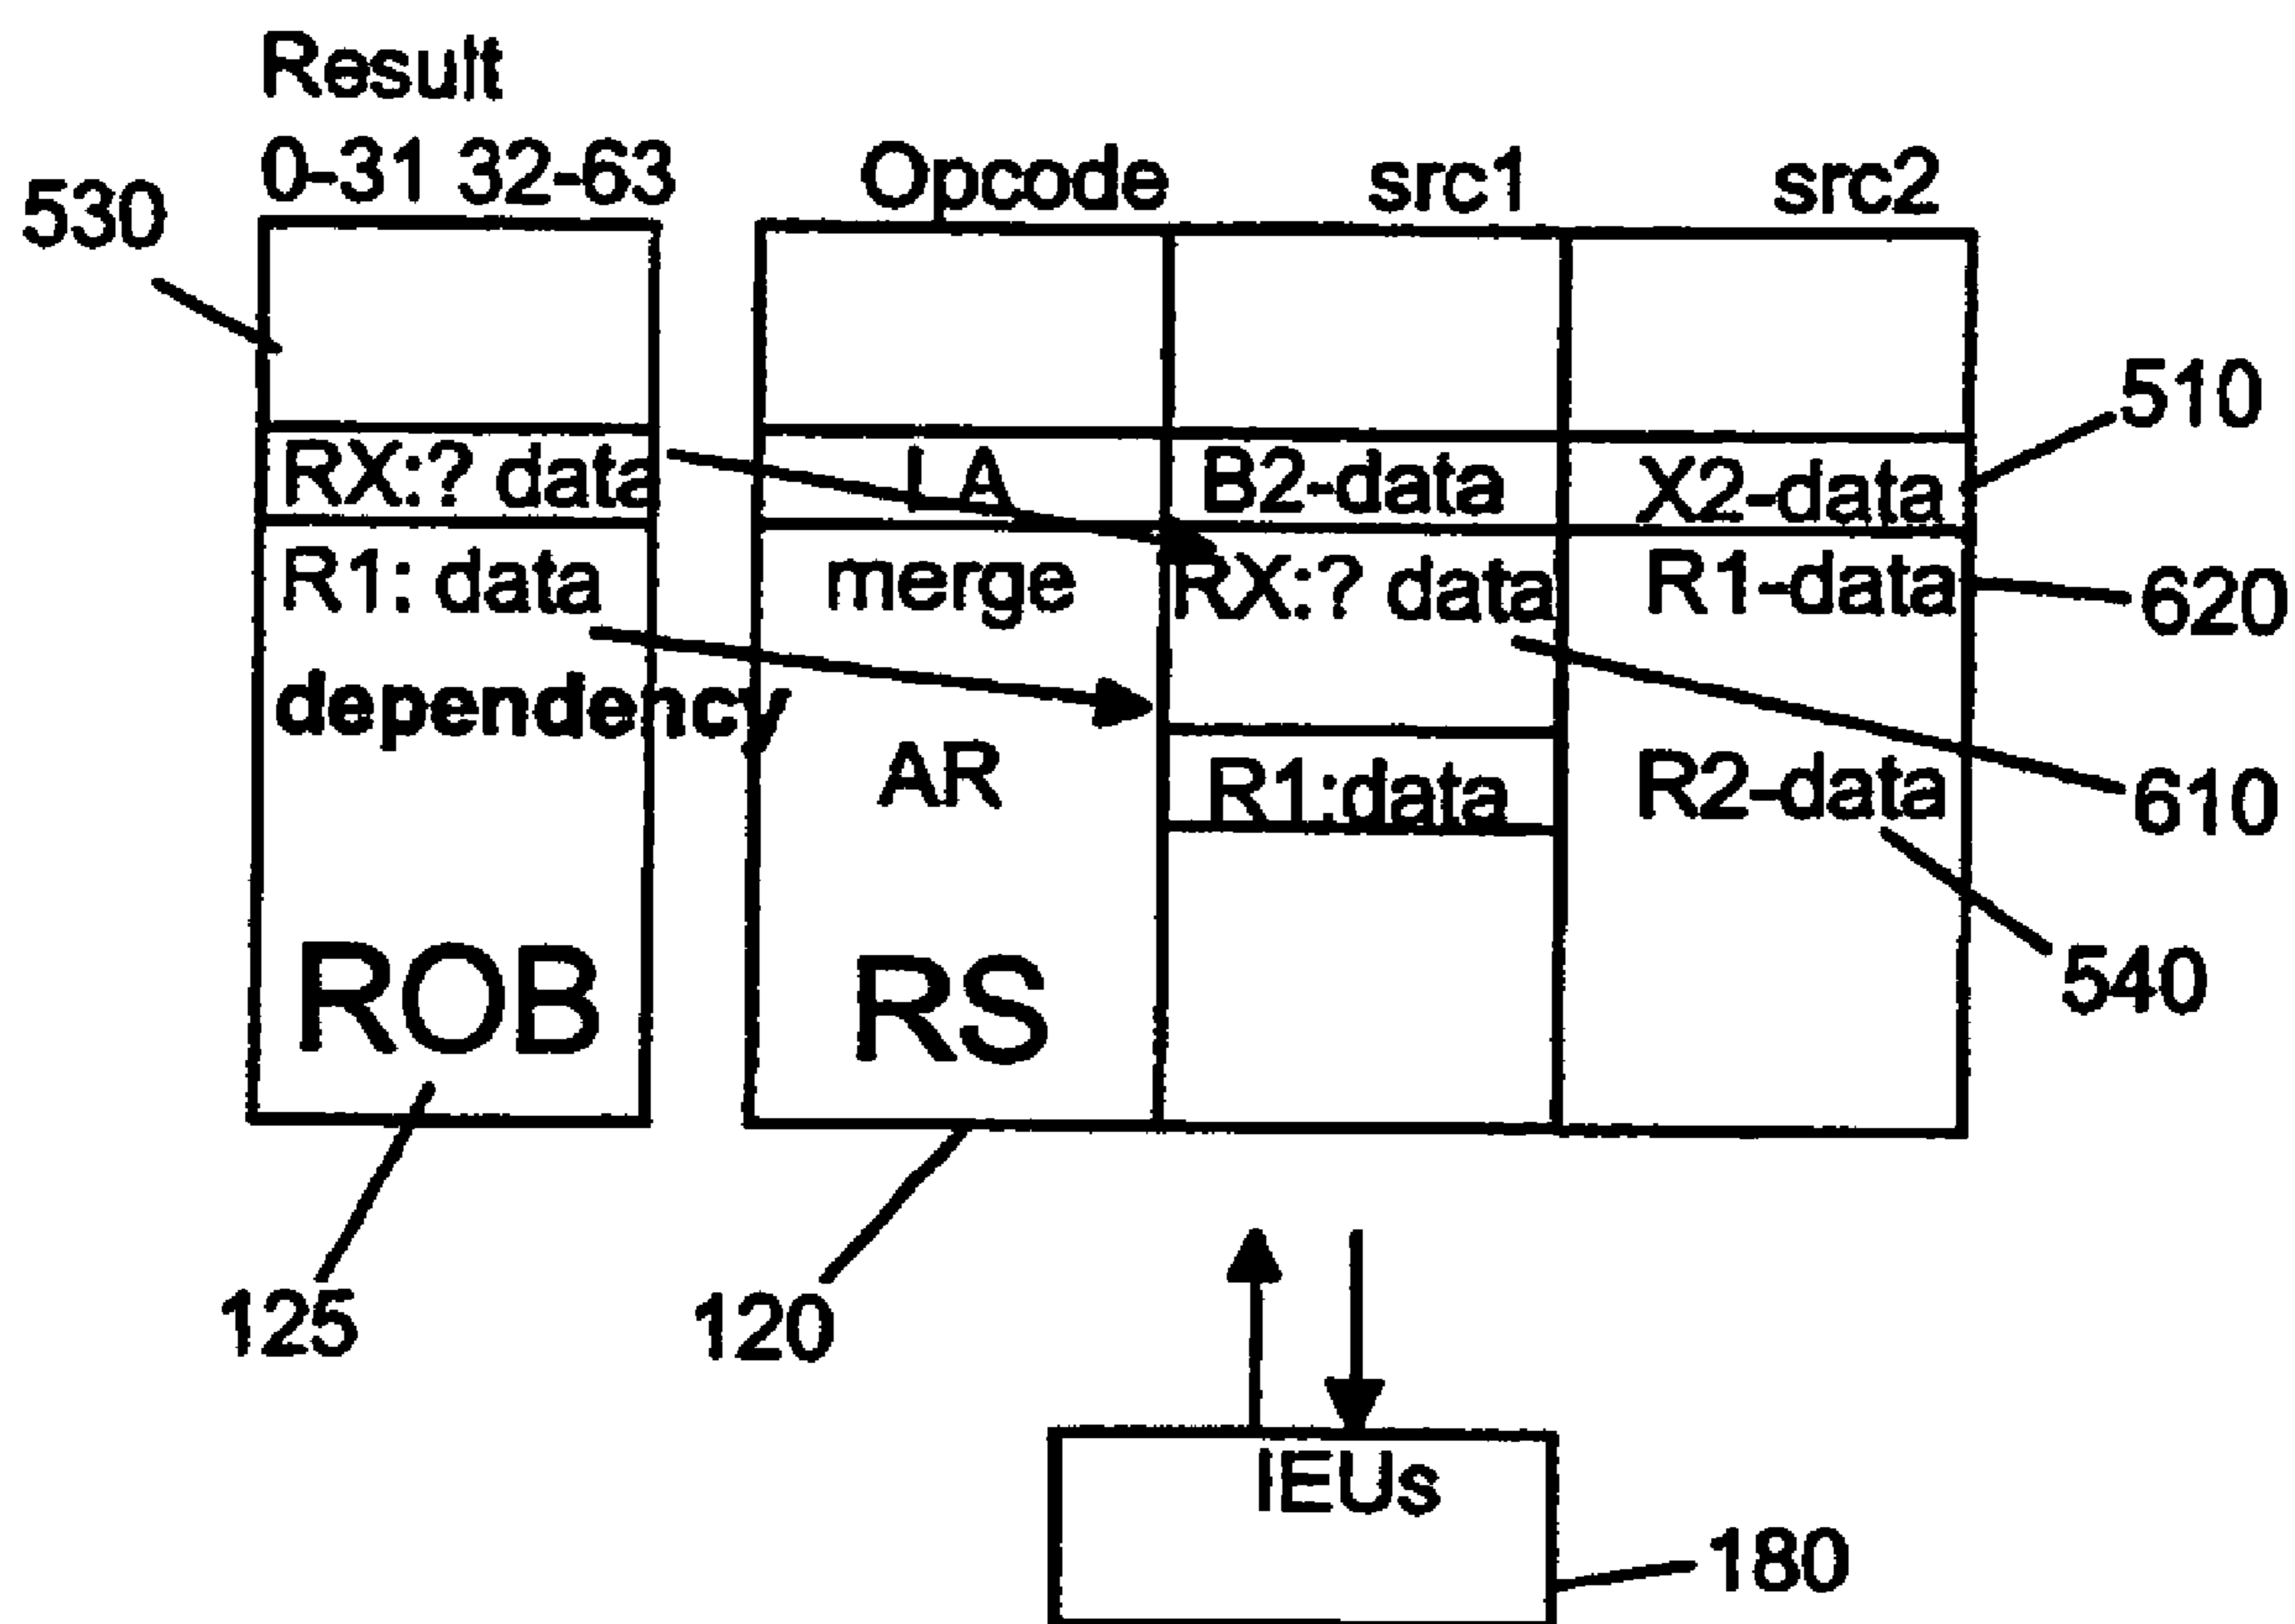 Result
0-31 32-63
Opcode src1 src2
530
510
RX:? data LA B2-data X2-data
R1: data merge RX:? data R1-data
620
dependency
AR R1:data R2-data
610
540
ROB RS
125 120
IEUs
180